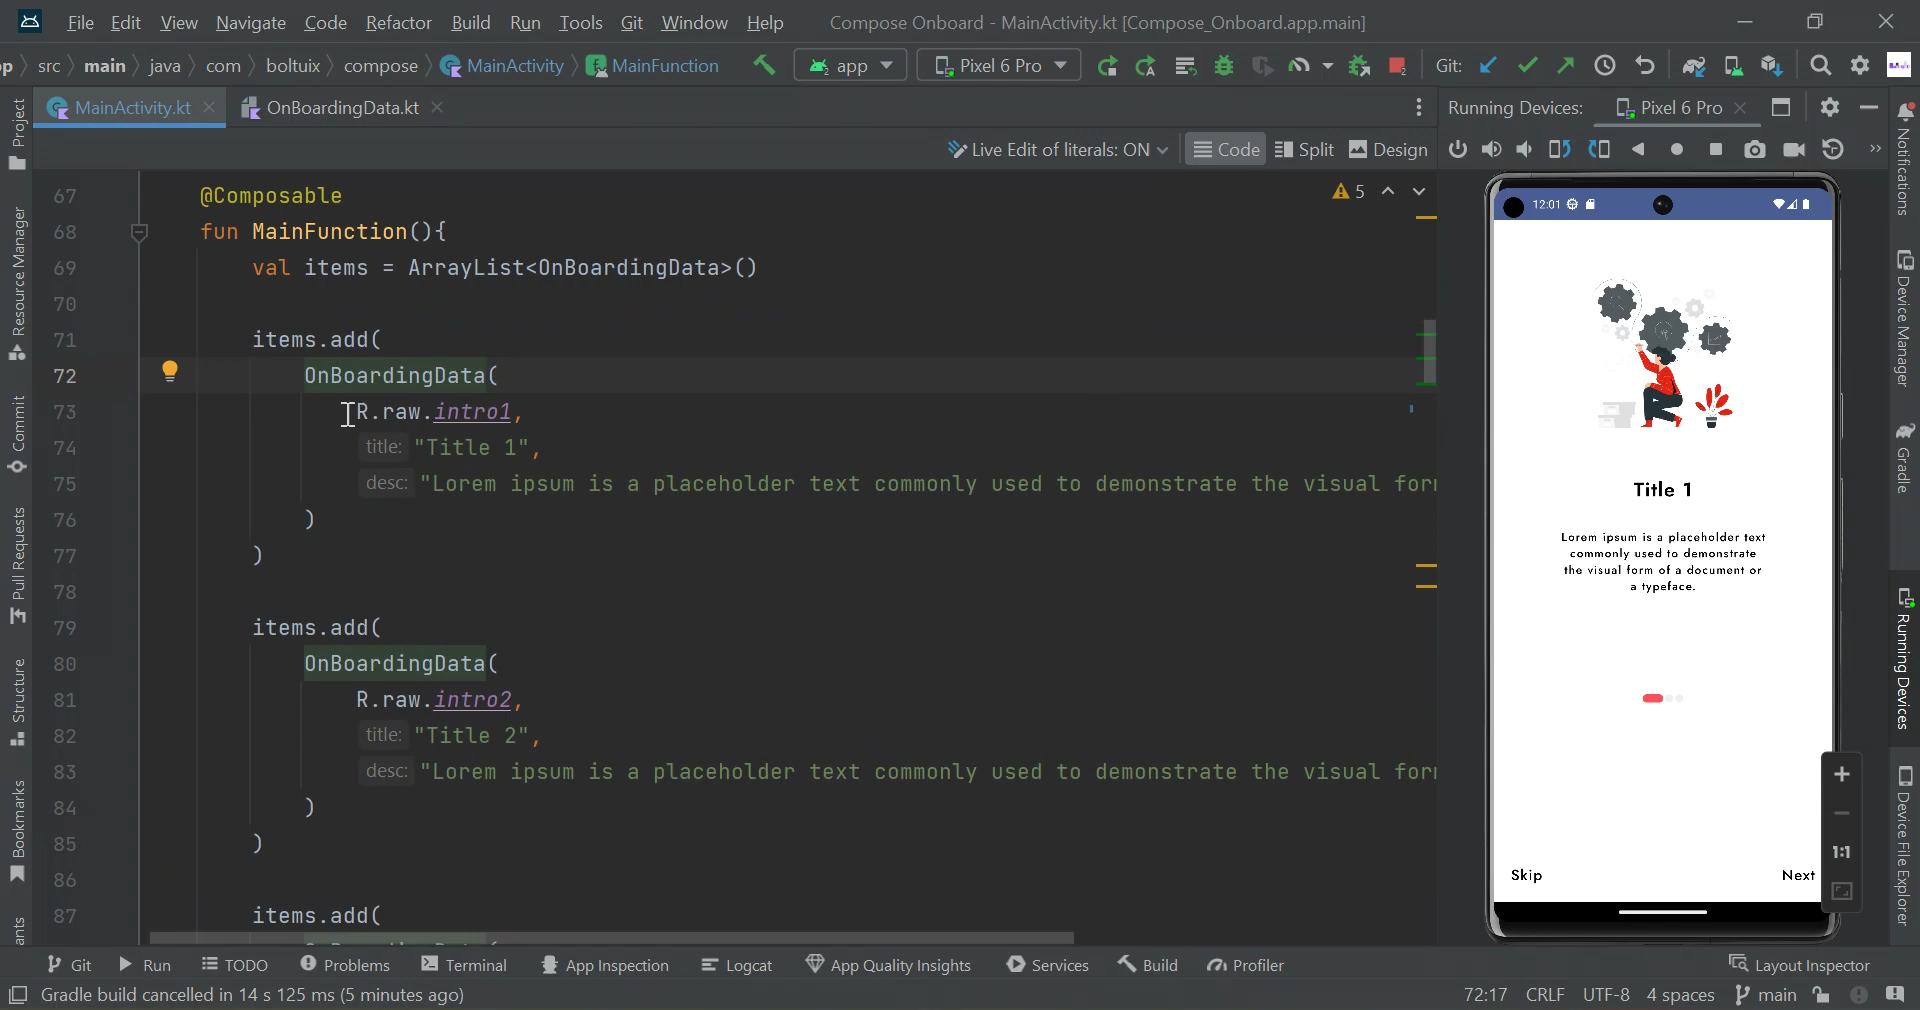 File Edit View Navigate Code Refactor Build Run Tools Git Window Help Compose Onboard - MainActivity.kt [Compose_Onboard.app.main]
pp src main java com boltuix compose MainActivity MainFunction app Pixel 6 Pro Git:
MainActivity.kt OnBoardingData.kt Running Devices: Pixel 6 Pro
Live Edit of literals: ON Code Split Design
67 @Composable
68 fun MainFunction(){
69 val items = ArrayList<OnBoardingData>()
70
71 items.add(
72 OnBoardingData(
73 R.raw.intro1,
74 title: "Title 1",
75 desc: "Lorem ipsum is a placeholder text commonly used to demonstrate the visual for
76 )
77 )
78
79 items.add(
80 OnBoardingData(
81 R.raw.intro2,
82 title: "Title 2",
83 desc: "Lorem ipsum is a placeholder text commonly used to demonstrate the visual for
84 )
85 )
86
87 items.add(
5
Project
Resource Manager
Commit
Pull Requests
Structure
Bookmarks
ants
12:01
Title 1
Lorem ipsum is a placeholder text
commonly used to demonstrate
the visual form of a document or
a typeface.
Skip Next
1:1
Notifications
Device Manager
Gradle
Running Devices
Device File Explorer
Git Run TODO Problems Terminal App Inspection Logcat App Quality Insights Services Build Profiler Layout Inspector
Gradle build cancelled in 14 s 125 ms (5 minutes ago) 72:17 CRLF UTF-8 4 spaces main